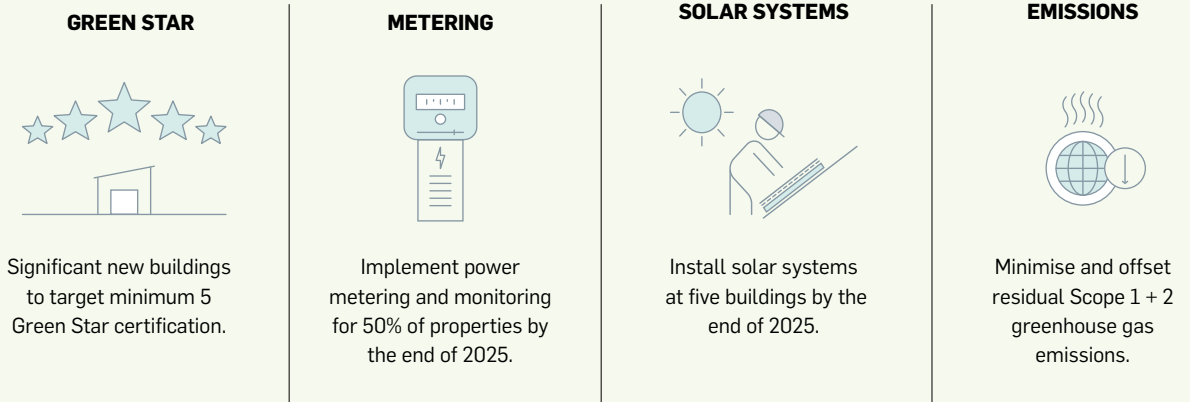 GREEN STAR
Significant new buildings
to target minimum 5
Green Star certification.
METERING
Implement power
metering and monitoring
for 50% of properties by
the end of 2025.
SOLAR SYSTEMS
Install solar systems
at five buildings by the
end of 2025.
EMISSIONS
Minimise and offset
residual Scope 1 + 2
greenhouse gas
emissions.